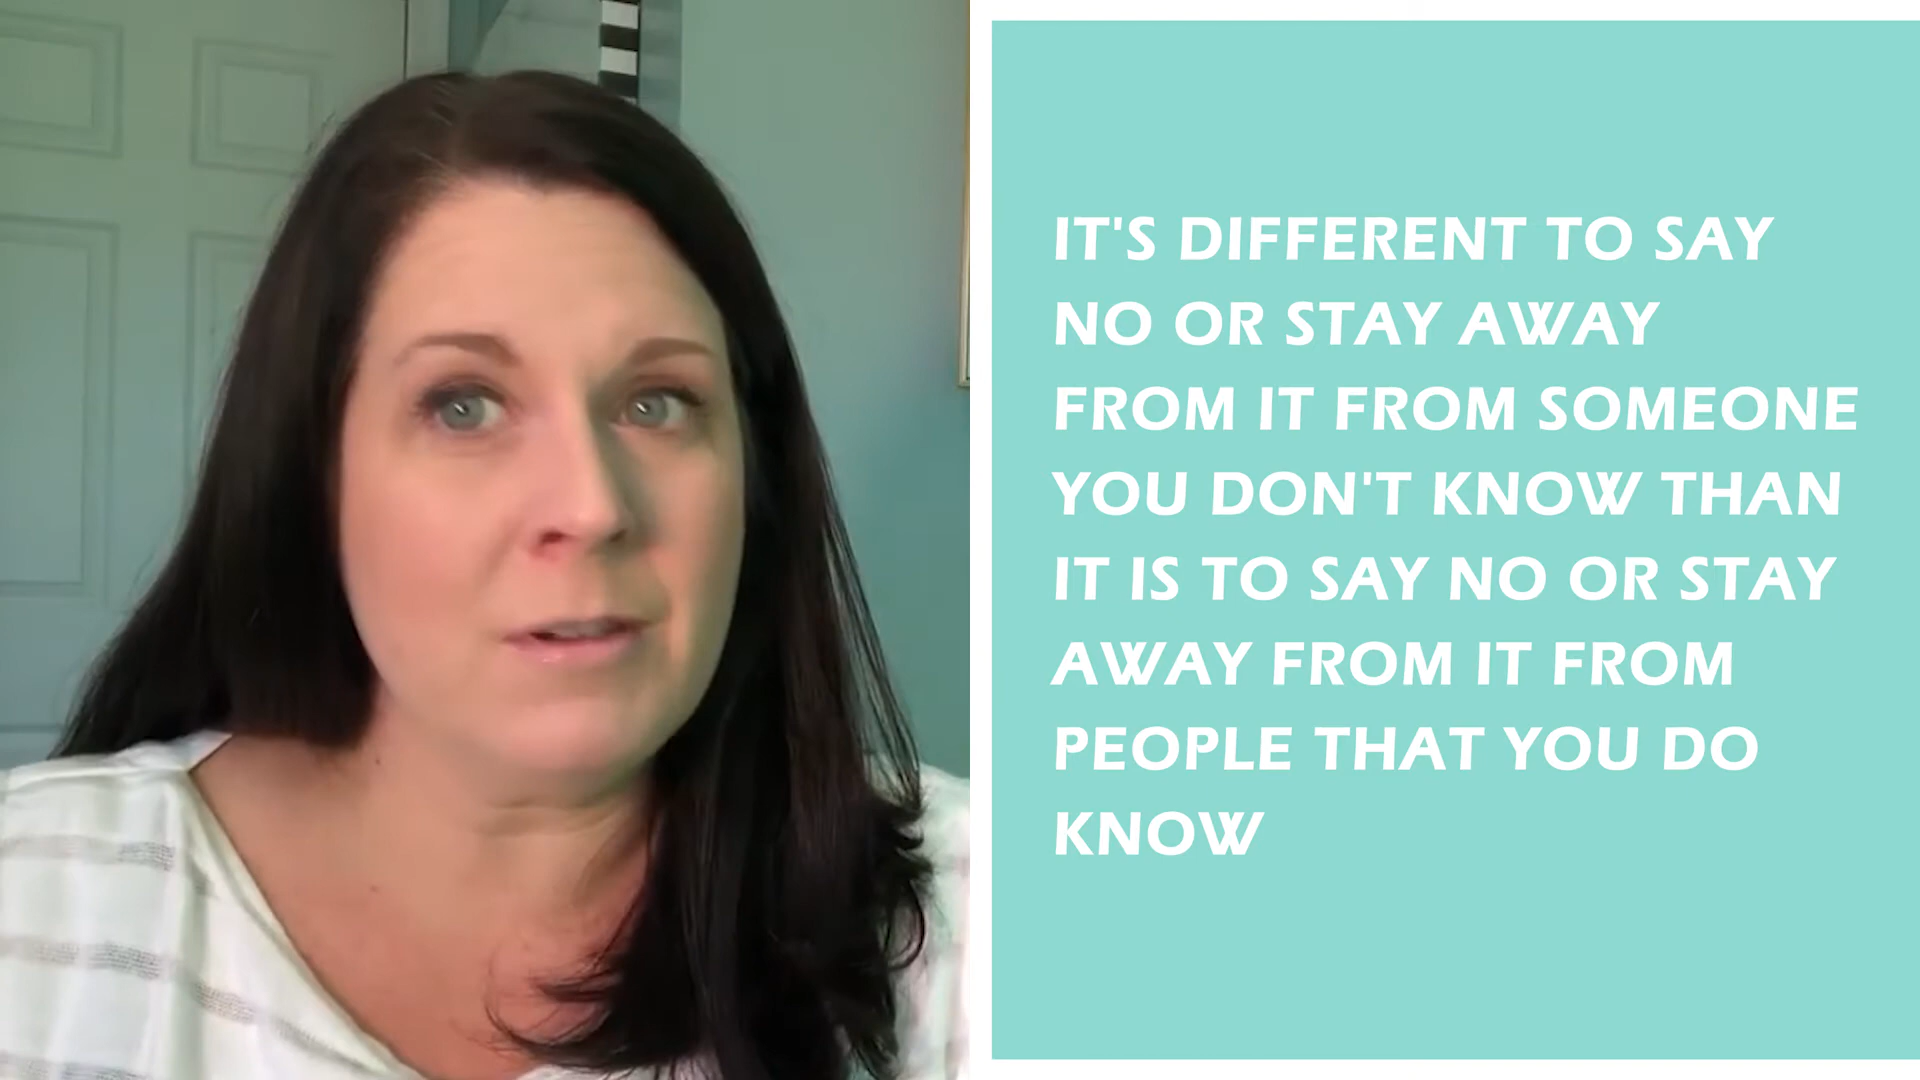 IT'S DIFFERENT TO SAY
NO OR STAY AWAY
FROM IT FROM SOMEONE
YOU DON'T KNOW THAN
IT IS TO SAY NO OR STAY
AWAY FROM IT FROM
PEOPLE THAT YOU DO
KNOW